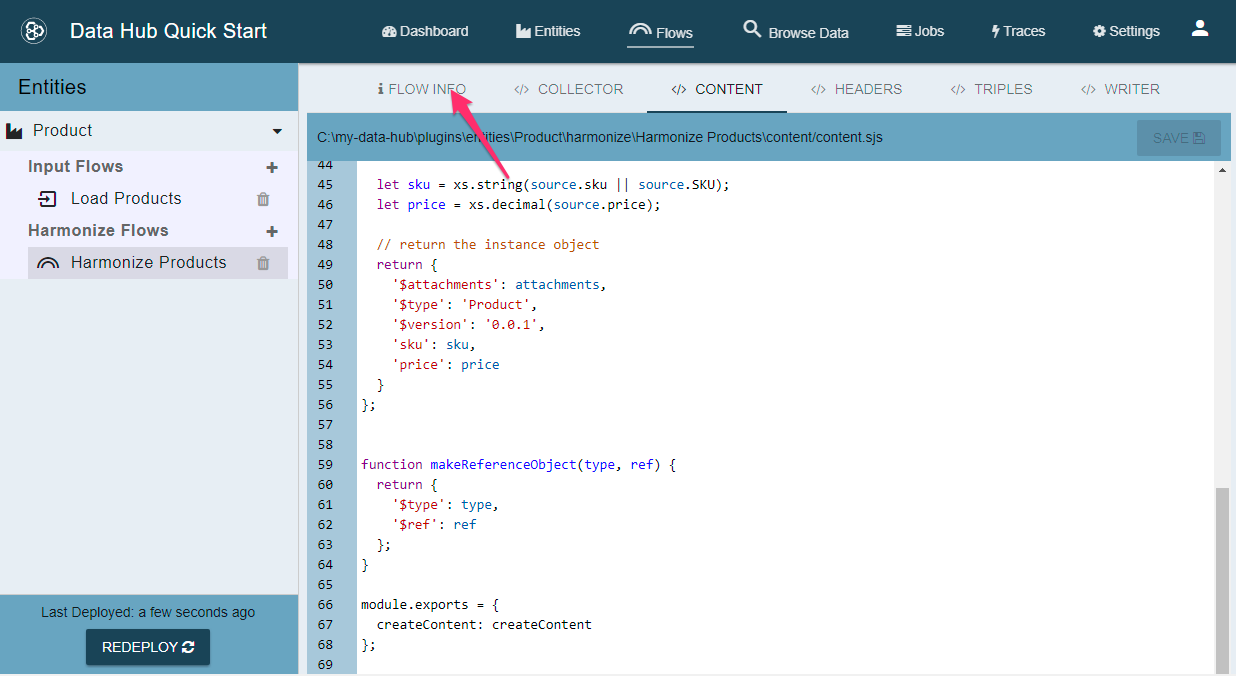 Data Hub Quick Start
Dashboard Entities Flows Browse Data Jobs Traces Settings
Entities
Product
Input Flows +
Load Products
Harmonize Flows +
Harmonize Products
Last Deployed: a few seconds ago
REDEPLOY
i FLOW INFO </> COLLECTOR </> CONTENT </> HEADERS </> TRIPLES </> WRITER
C:\my-data-hub\plugins\entities\Product\harmonize\Harmonize Products\content/content.sjs
SAVE
44
45 let sku = xs.string(source.sku || source.SKU);
46 let price = xs.decimal(source.price);
47
48 // return the instance object
49 return {
50 '$attachments': attachments,
51 '$type': 'Product',
52 '$version': '0.0.1',
53 'sku': sku,
54 'price': price
55 }
56 };
57
58
59 function makeReferenceObject(type, ref) {
60 return {
61 '$type': type,
62 '$ref': ref
63 };
64 }
65
66 module.exports = {
67 createContent: createContent
68 };
69